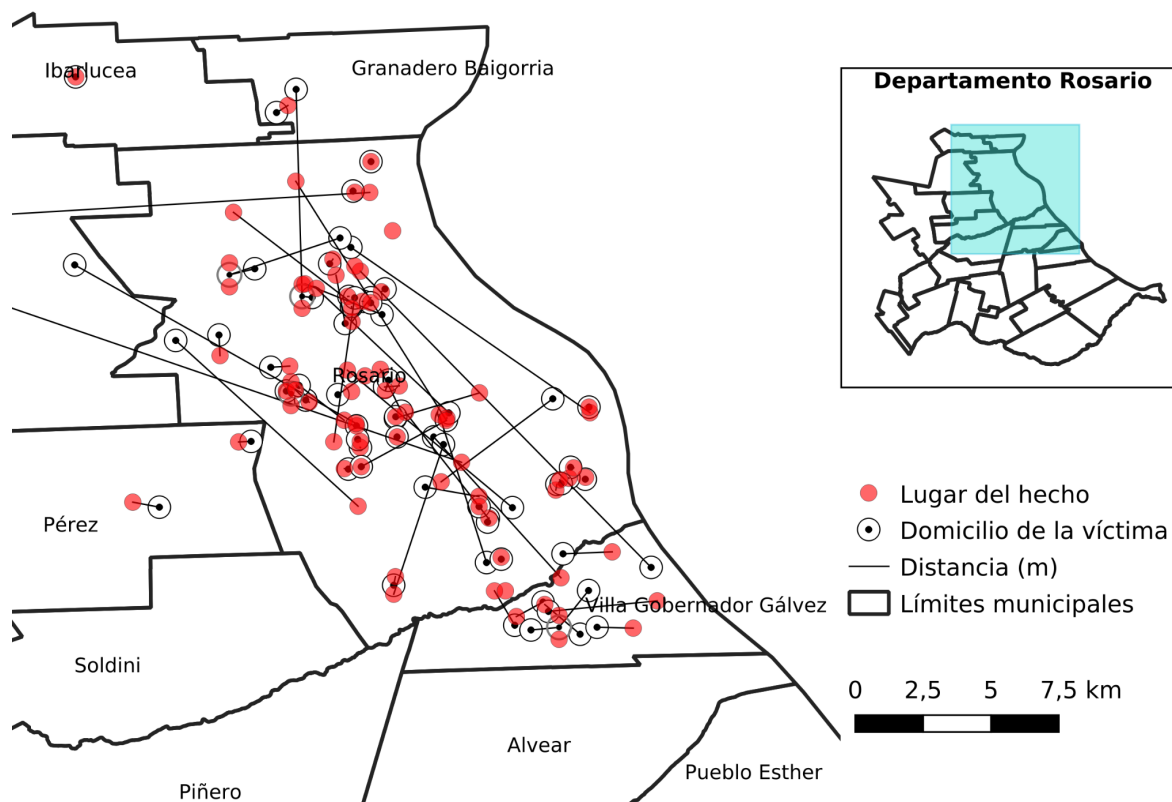 Ibarlucea
Granadero Baigorria
Departamento Rosario
Rosario
Pérez
Villa Gobernador Gálvez
Soldini
Alvear
Piñero
Pueblo Esther
Lugar del hecho
Domicilio de la víctima
Distancia (m)
Límites municipales
0 2,5 5 7,5 km